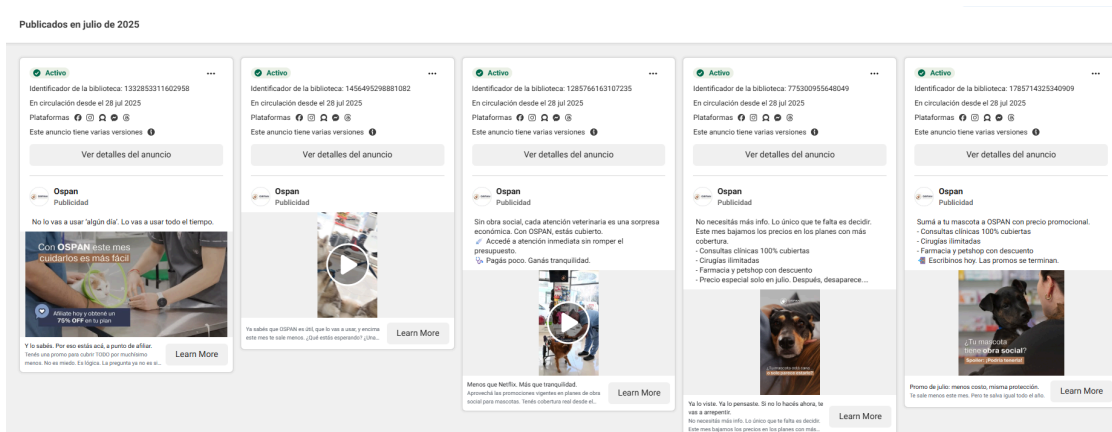 Publicados en julio de 2025
Activo
Identificador de la biblioteca: 1332853311602958
En circulación desde el 28 jul 2025
Plataformas
Este anuncio tiene varias versiones
Ver detalles del anuncio
Ospan
Publicidad
No lo vas a usar 'algún día'. Lo vas a usar todo el tiempo.
Con OSPAN este mes
cuidarlos es más fácil
Afiliate hoy y obtené un
75% OFF en tu plan
Y lo sabés. Por eso estás acá, a punto de afiliar.
Tenés una promo para cubrir TODO por muchísimo
menos. No es miedo. Es lógica. La pregunta ya no es si...
Learn More
Activo
Identificador de la biblioteca: 1456495298881082
En circulación desde el 28 jul 2025
Plataformas
Este anuncio tiene varias versiones
Ver detalles del anuncio
Ospan
Publicidad
Ya sabés que OSPAN es útil, que lo vas a usar, y encima
este mes te sale menos. ¿Qué estás esperando? ¿Una...
Learn More
Activo
Identificador de la biblioteca: 1285766163107235
En circulación desde el 28 jul 2025
Plataformas
Este anuncio tiene varias versiones
Ver detalles del anuncio
Ospan
Publicidad
Sin obra social, cada atención veterinaria es una sorpresa
económica. Con OSPAN, estás cubierto.
Accedé a atención inmediata sin romper el
presupuesto.
Pagás poco. Ganás tranquilidad.
Menos que Netflix. Más que tranquilidad.
Aprovechá las promociones vigentes en planes de obra
social para mascotas. Tenés cobertura real desde el...
Learn More
Activo
Identificador de la biblioteca: 775300955648049
En circulación desde el 28 jul 2025
Plataformas
Este anuncio tiene varias versiones
Ver detalles del anuncio
Ospan
Publicidad
No necesitás más info. Lo único que te falta es decidir.
Este mes bajamos los precios en los planes con más
cobertura.
- Consultas clínicas 100% cubiertas
- Cirugías ilimitadas
- Farmacia y petshop con descuento
- Precio especial solo en julio. Después, desaparece....
Ya lo viste. Ya lo pensaste. Si no lo hacés ahora, te
vas a arrepentir.
No necesitás más info. Lo único que te falta es decidir.
Este mes bajamos los precios en los planes con más...
Learn More
Activo
Identificador de la biblioteca: 1785714325340909
En circulación desde el 28 jul 2025
Plataformas
Este anuncio tiene varias versiones
Ver detalles del anuncio
Ospan
Publicidad
Sumá a tu mascota a OSPAN con precio promocional.
- Consultas clínicas 100% cubiertas
- Cirugías ilimitadas
- Farmacia y petshop con descuento
Escribinos hoy. Las promos se terminan.
¿Tu mascota
tiene obra social?
Spoiler: ¡Podría tenerla!
Promo de julio: menos costo, misma protección.
Te sale menos este mes. Pero te salva igual todo el año.
Learn More